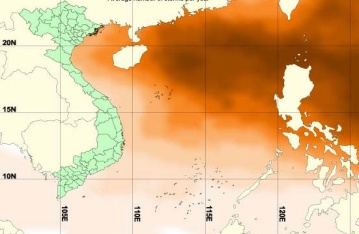 Average number of storms per year
20N
15N
10N
105E
110E
115E
120E